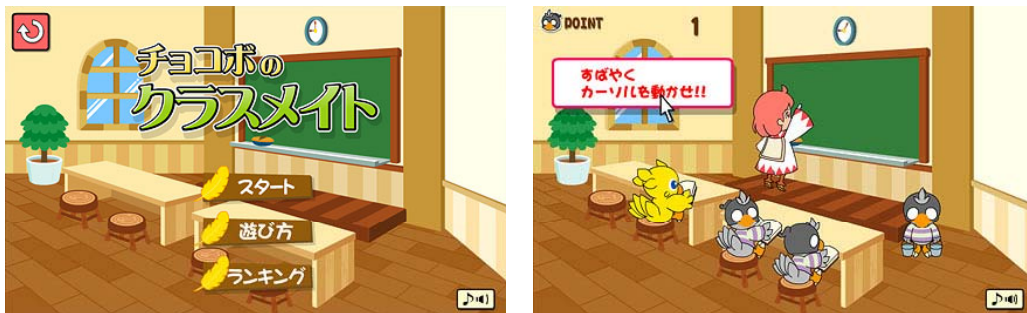 チョコボの
クラスメイト
スタート
遊び方
ランキング
POINT 1
すばやく
カーソルを動かせ!!